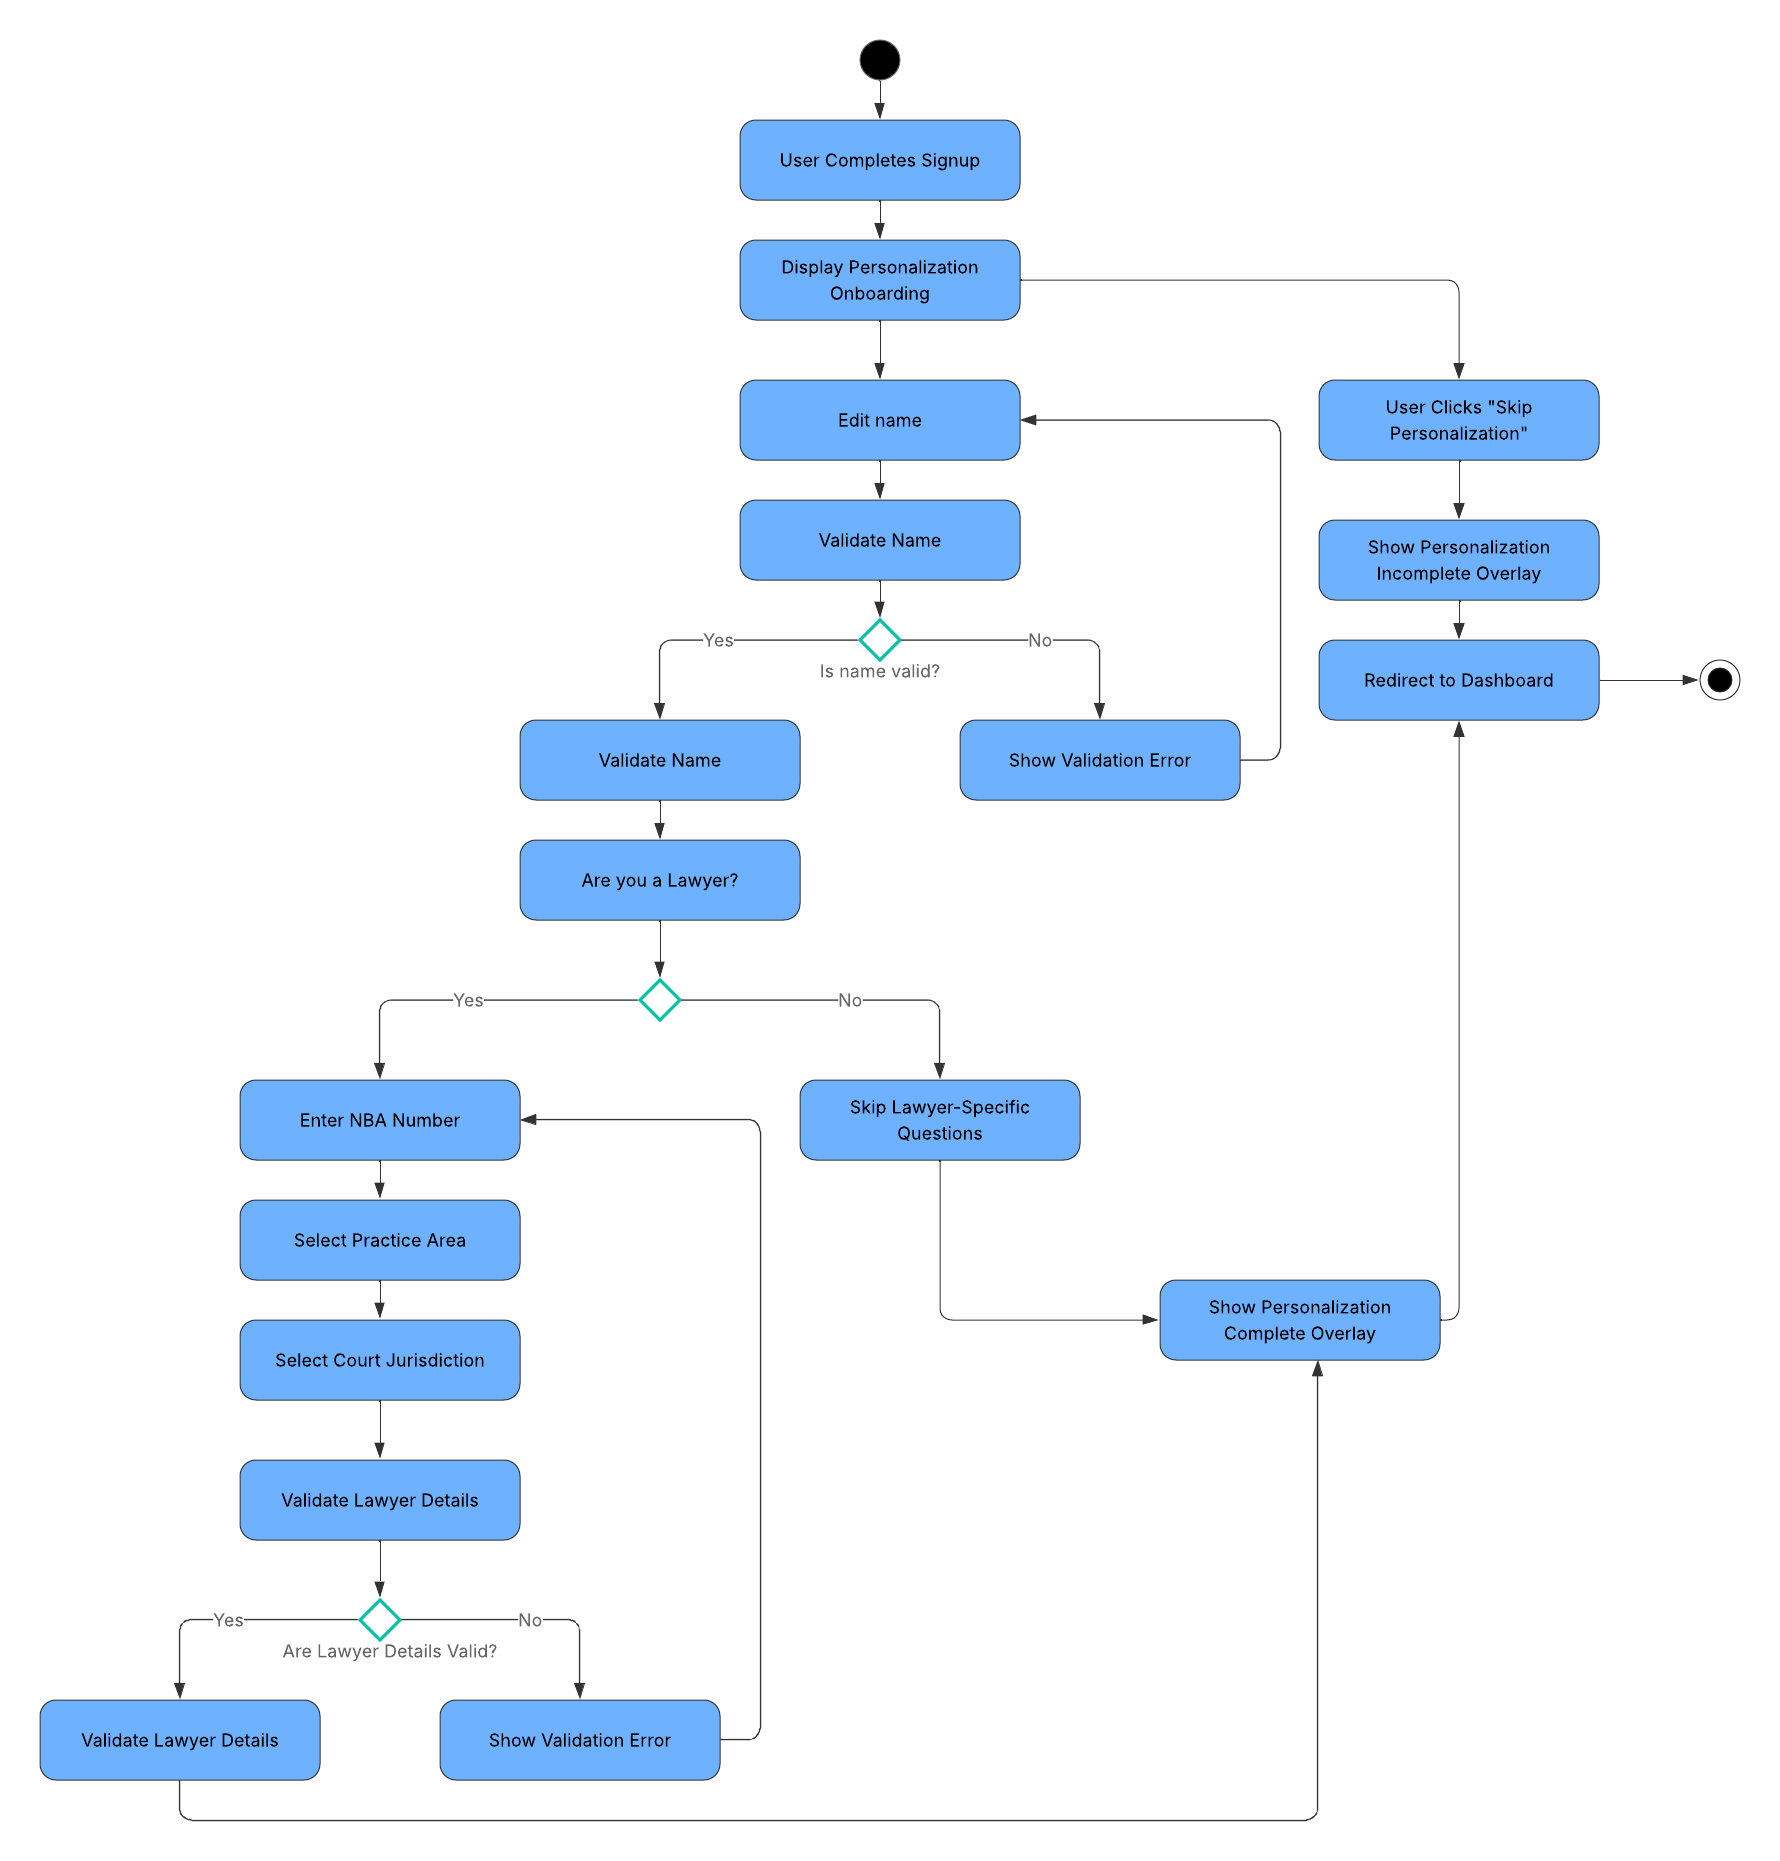 User Completes Signup
Display Personalization
Onboarding
Edit name
User Clicks "Skip
Personalization"
Validate Name
Show Personalization
Incomplete Overlay
Yes
No
Is name valid?
Redirect to Dashboard
Validate Name
Show Validation Error
Are you a Lawyer?
Yes
No
Enter NBA Number
Skip Lawyer-Specific
Questions
Select Practice Area
Show Personalization
Complete Overlay
Select Court Jurisdiction
Validate Lawyer Details
Yes
No
Are Lawyer Details Valid?
Validate Lawyer Details
Show Validation Error